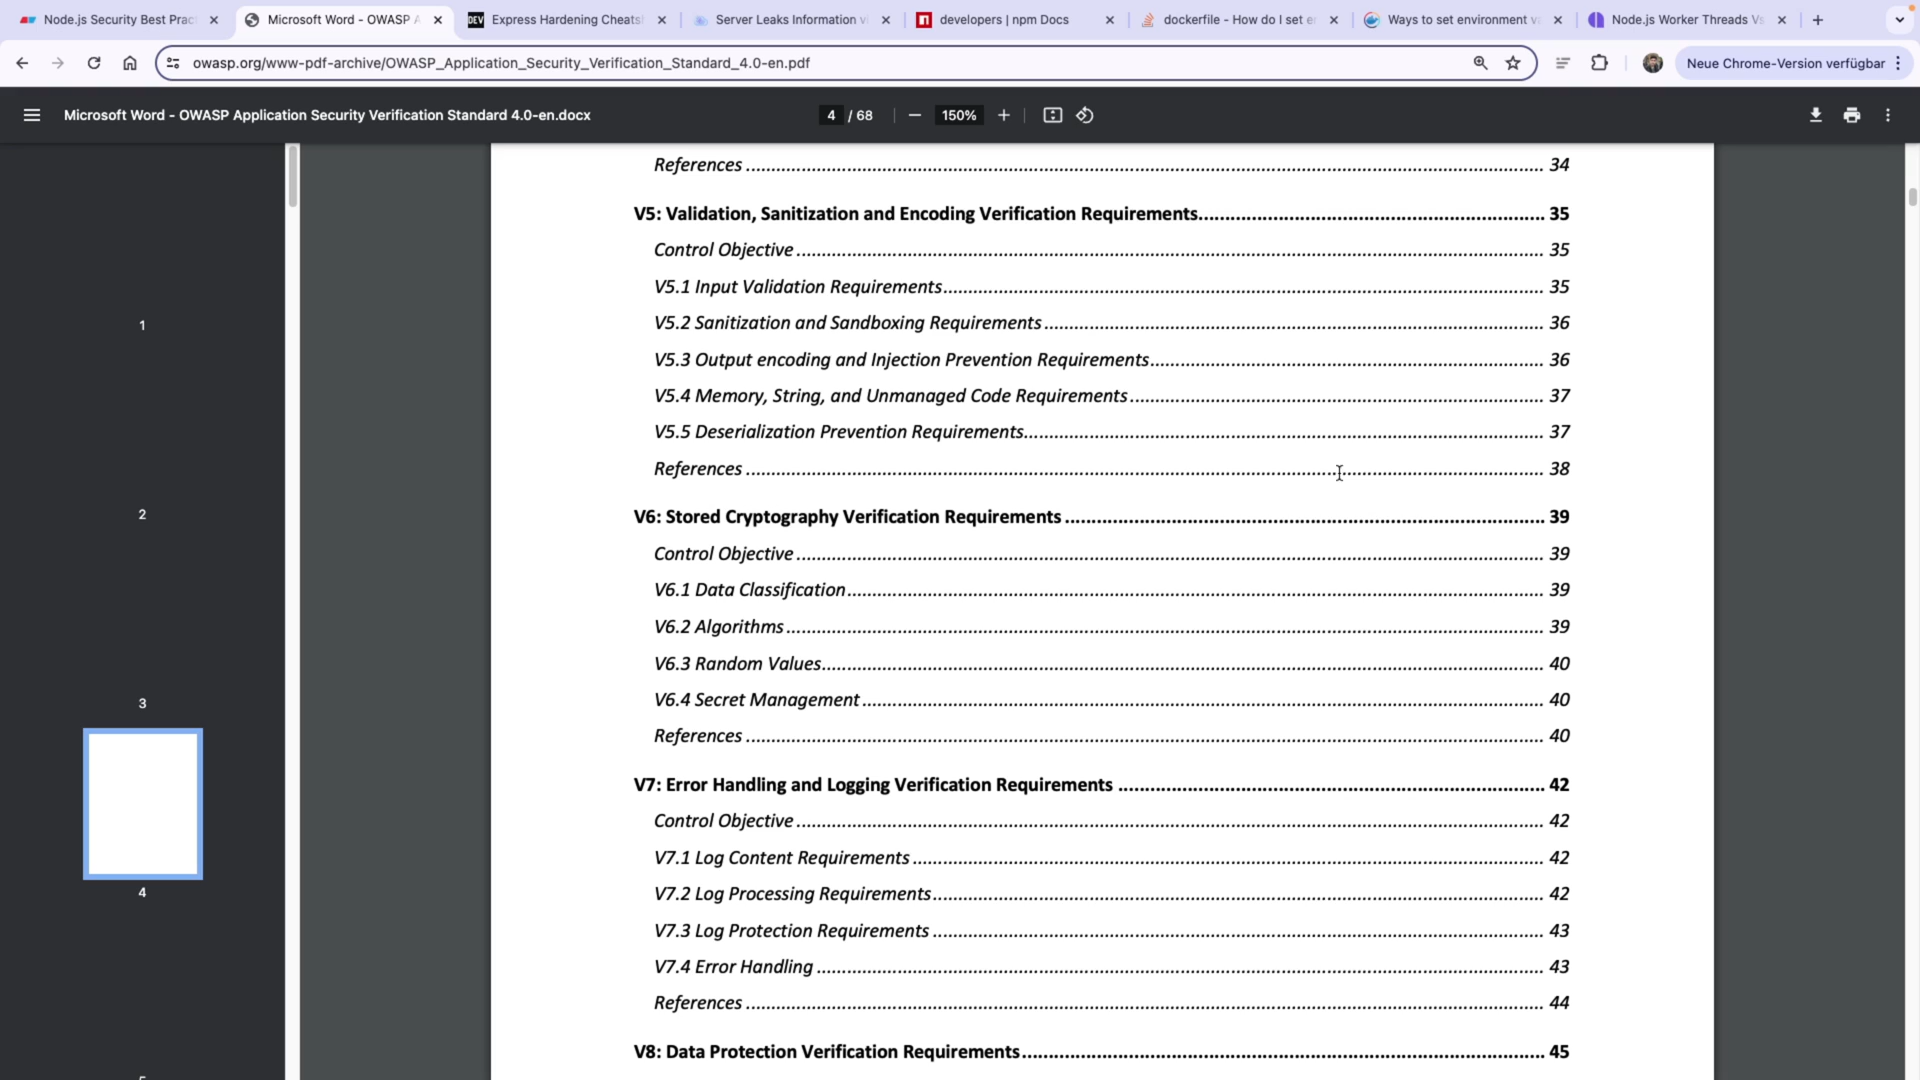 Node.js Security Best Prac
Microsoft Word - OWASP A
DEV Express Hardening Cheats
Server Leaks Information v
developers | npm Docs
dockerfile - How do I set e
Ways to set environment v
Node.js Worker Threads Vs
owasp.org/www-pdf-archive/OWASP_Application_Security_Verification_Standard_4.0-en.pdf
Neue Chrome-Version verfügbar
Microsoft Word - OWASP Application Security Verification Standard 4.0-en.docx
4 / 68
150%
1
2
3
4
References ........ 34
V5: Validation, Sanitization and Encoding Verification Requirements........ 35
Control Objective ........ 35
V5.1 Input Validation Requirements........ 35
V5.2 Sanitization and Sandboxing Requirements ........ 36
V5.3 Output encoding and Injection Prevention Requirements........ 36
V5.4 Memory, String, and Unmanaged Code Requirements ........ 37
V5.5 Deserialization Prevention Requirements........ 37
References ........ 38
V6: Stored Cryptography Verification Requirements ........ 39
Control Objective ........ 39
V6.1 Data Classification ........ 39
V6.2 Algorithms ........ 39
V6.3 Random Values........ 40
V6.4 Secret Management ........ 40
References ........ 40
V7: Error Handling and Logging Verification Requirements ........ 42
Control Objective ........ 42
V7.1 Log Content Requirements ........ 42
V7.2 Log Processing Requirements ........ 42
V7.3 Log Protection Requirements ........ 43
V7.4 Error Handling ........ 43
References ........ 44
V8: Data Protection Verification Requirements........ 45